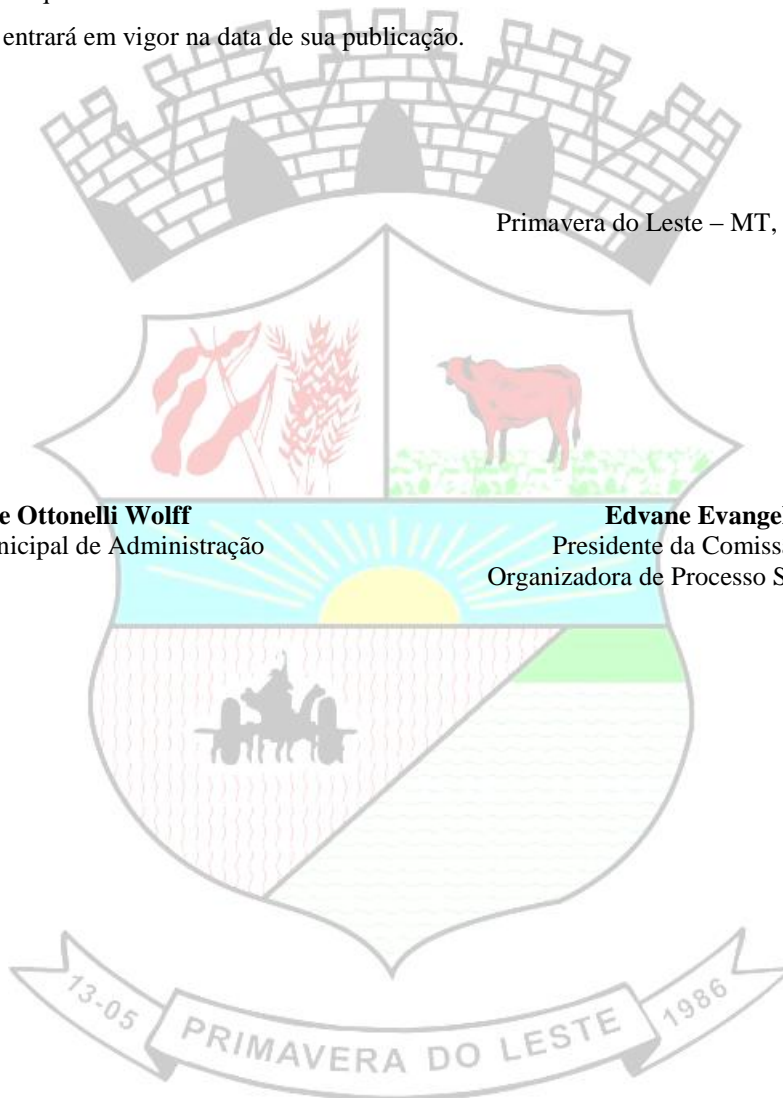 entrará em vigor na data de sua publicação.
Primavera do Leste – MT,
e Ottonelli Wolff
Edvane Evangel
nicipal de Administração
Presidente da Comiss
Organizadora de Processo S
13-05
PRIMAVERA DO LESTE
1986